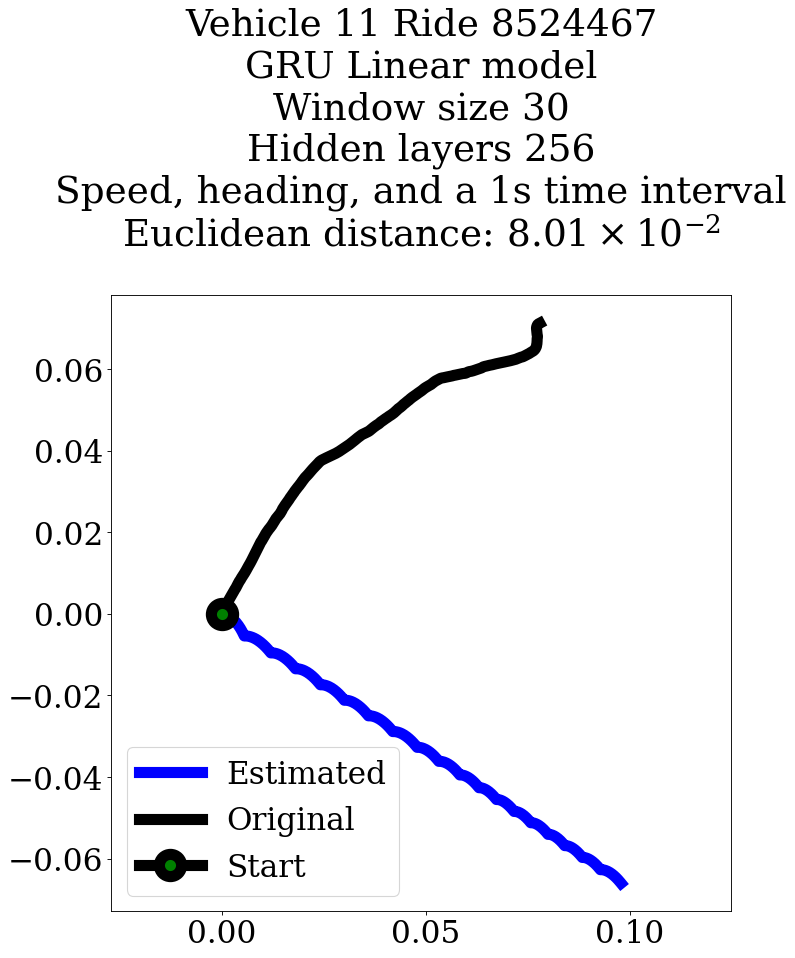 Vehicle 11 Ride 8524467
GRU Linear model
Window size 30
Hidden layers 256
Speed, heading, and a 1s time interval
Euclidean distance: 8.01 × 10⁻²
0.06
0.04
0.02
0.00
−0.02
−0.04
−0.06
Estimated
Original
Start
0.00
0.05
0.10